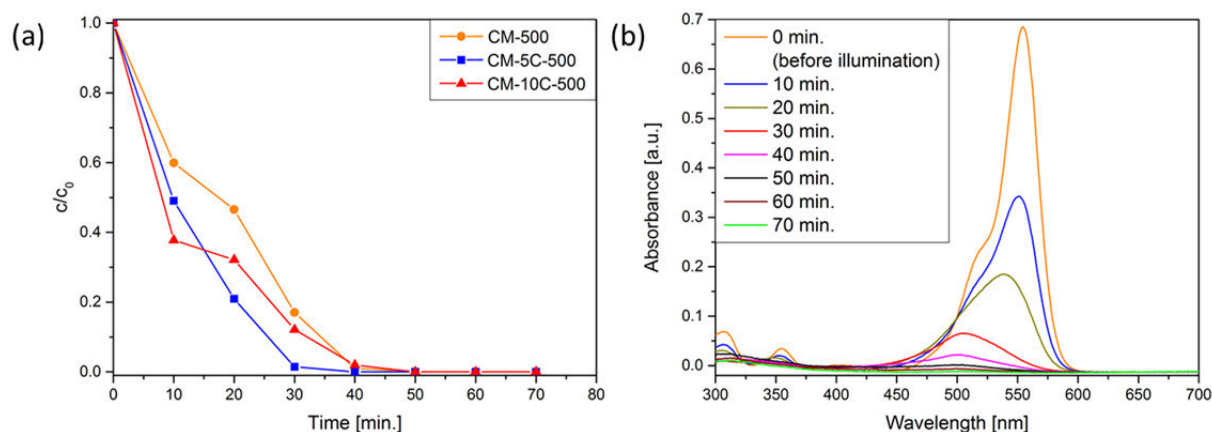 (a)
1.0
0.8
0.6
0.4
0.2
0.0
c/c₀
0 10 20 30 40 50 60 70 80
Time [min.]
CM-500
CM-5C-500
CM-10C-500
(b)
0.7
0.6
0.5
0.4
0.3
0.2
0.1
0.0
Absorbance [a.u.]
300 350 400 450 500 550 600 650 700
Wavelength [nm]
0 min.
(before illumination)
10 min.
20 min.
30 min.
40 min.
50 min.
60 min.
70 min.